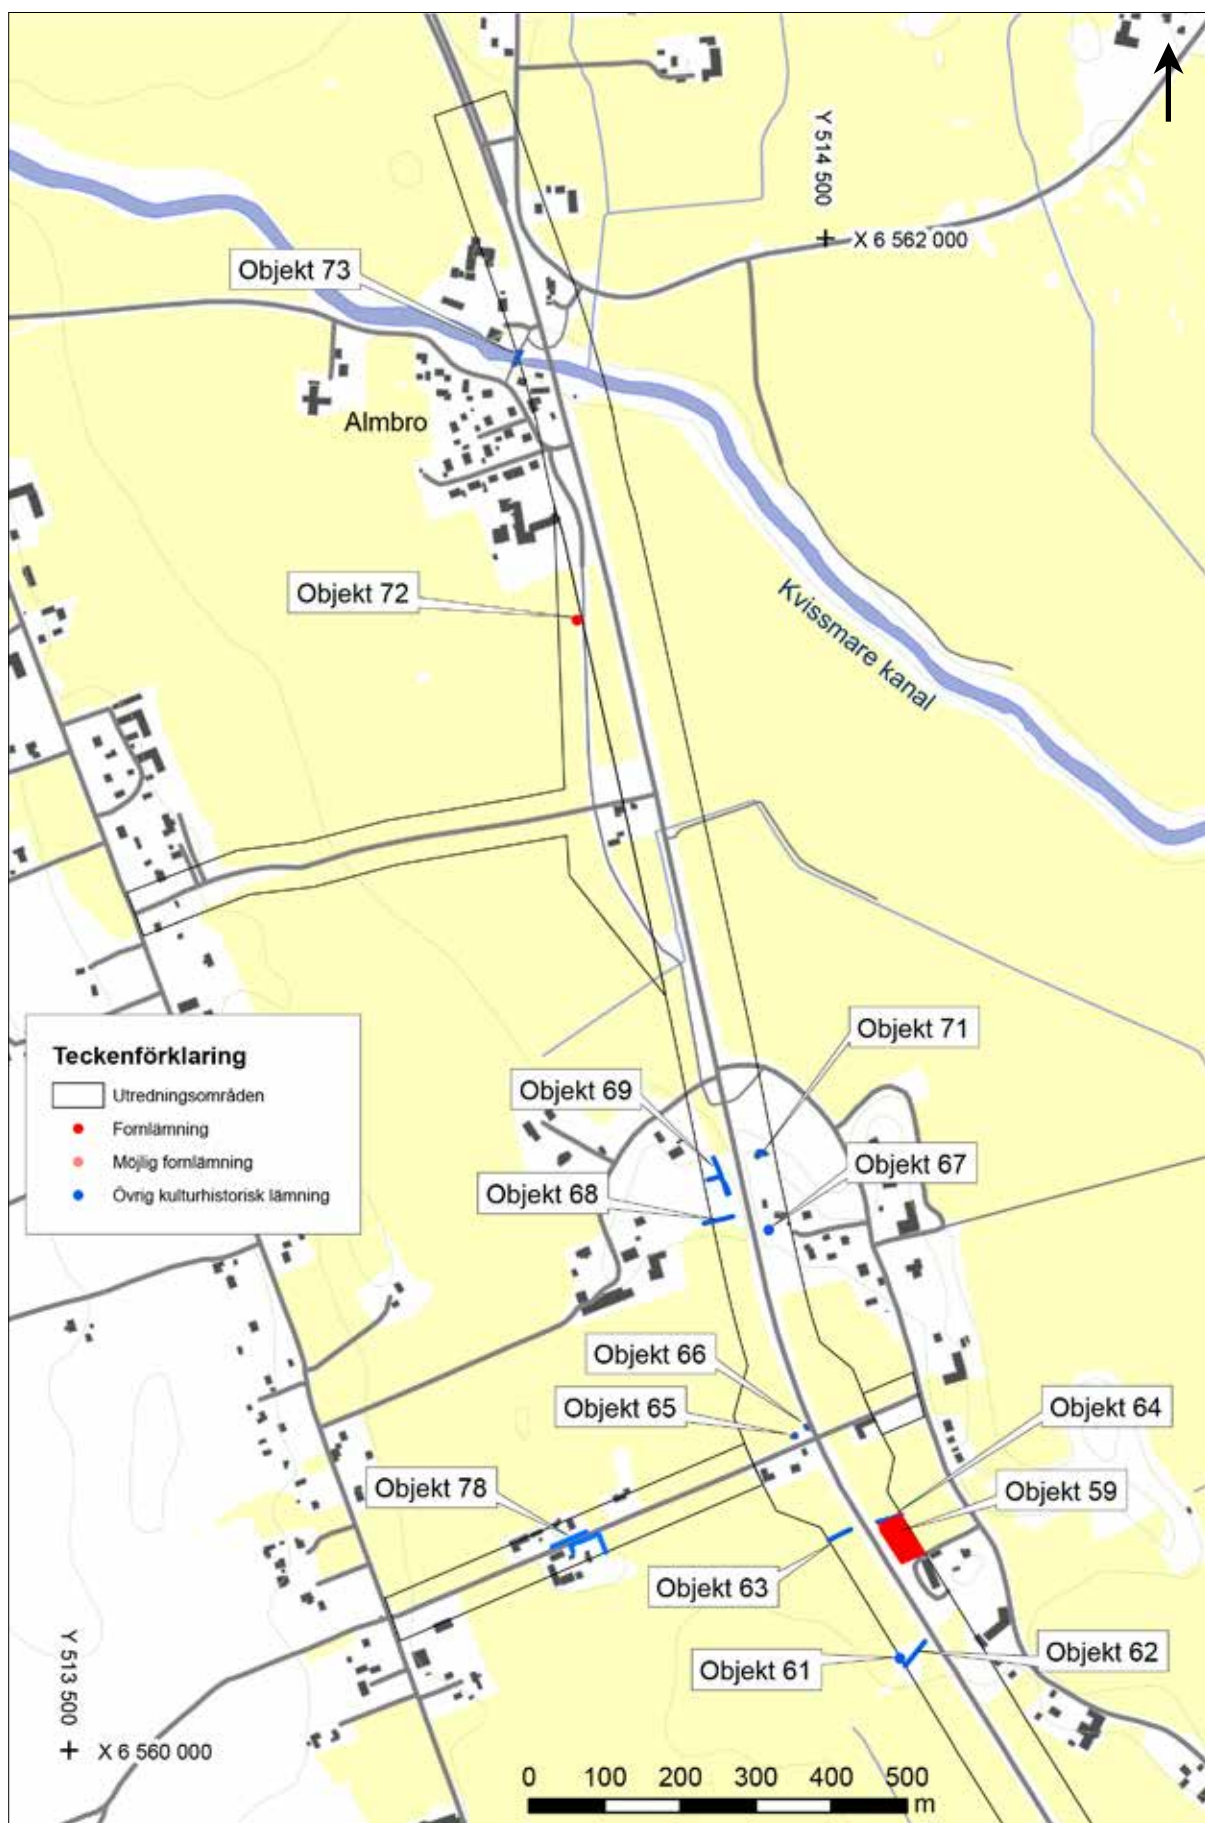 Y 514 500
X 6 562 000
Objekt 73
Almbro
Objekt 72
Kvissmare kanal
Objekt 71
Teckenförklaring
Utredningsområden
Fornlämning
Möjlig fornlämning
Övrig kulturhistorisk lämning
Objekt 69
Objekt 67
Objekt 68
Objekt 66
Objekt 65
Objekt 64
Objekt 78
Objekt 59
Objekt 63
Objekt 62
Objekt 61
Y 513 500
X 6 560 000
0 100 200 300 400 500
m